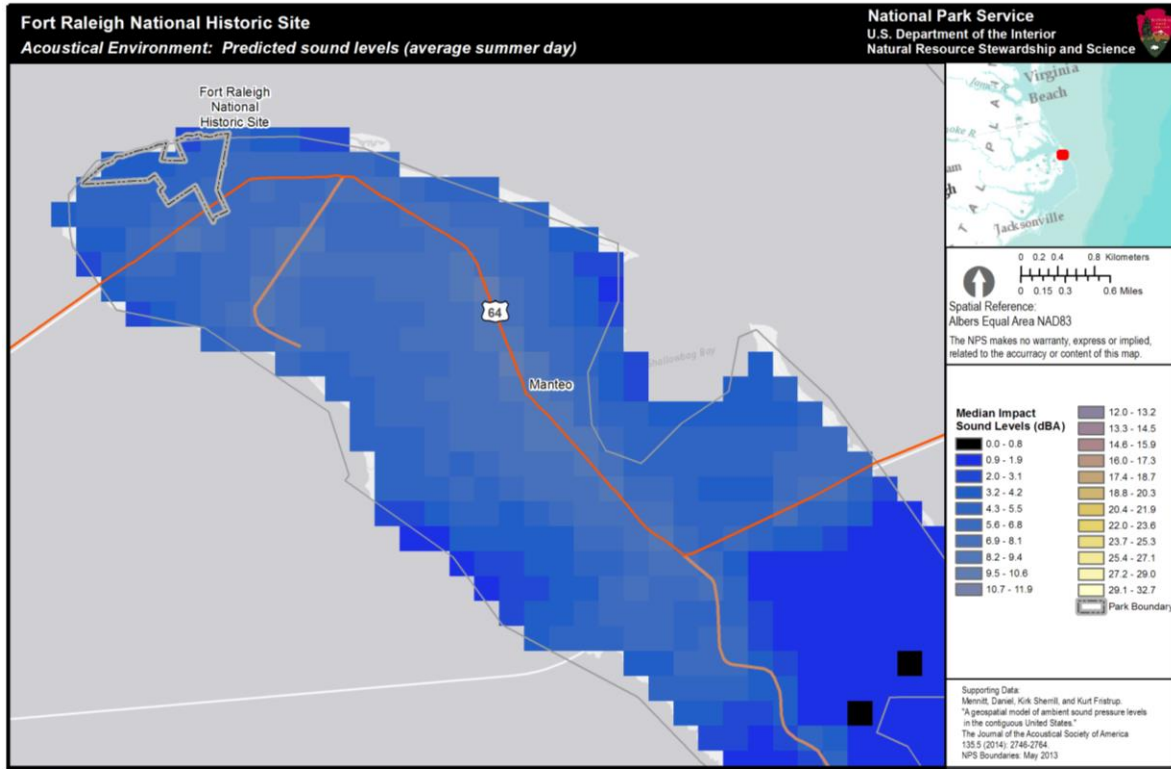 Fort Raleigh National Historic Site
Acoustical Environment: Predicted sound levels (average summer day)
National Park Service
U.S. Department of the Interior
Natural Resource Stewardship and Science
Fort Raleigh
National
Historic Site
64
Manteo
Shallowbag Bay
Virginia
Beach
James R.
oke R.
am
gh
P L A I
T A L
Jacksonville
0 0.2 0.4 0.8 Kilometers
0 0.15 0.3 0.6 Miles
Spatial Reference:
Albers Equal Area NAD83
The NPS makes no warranty, express or implied,
related to the accurracy or content of this map.
Median Impact
Sound Levels (dBA)
0.0 - 0.8
0.9 - 1.9
2.0 - 3.1
3.2 - 4.2
4.3 - 5.5
5.6 - 6.8
6.9 - 8.1
8.2 - 9.4
9.5 - 10.6
10.7 - 11.9
12.0 - 13.2
13.3 - 14.5
14.6 - 15.9
16.0 - 17.3
17.4 - 18.7
18.8 - 20.3
20.4 - 21.9
22.0 - 23.6
23.7 - 25.3
25.4 - 27.1
27.2 - 29.0
29.1 - 32.7
Park Boundary
Supporting Data:
Mennitt, Daniel, Kirk Sherrill, and Kurt Fristrup.
"A geospatial model of ambient sound pressure levels
in the contiguous United States."
The Journal of the Acoustical Society of America
135.5 (2014): 2746-2764.
NPS Boundaries: May 2013